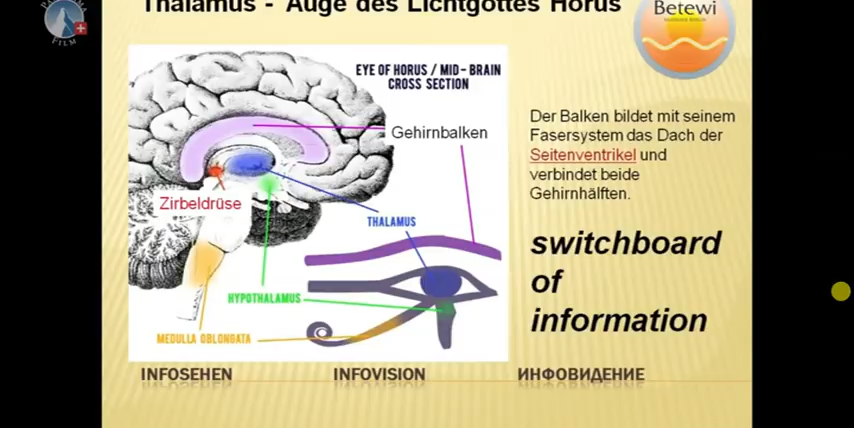 Thalamus - Auge des Lichtgottes Horus
Betewi
FILM
EYE OF HORUS / MID-BRAIN
CROSS SECTION
Gehirnbalken
Zirbeldrüse
THALAMUS
HYPOTHALAMUS
MEDULLA OBLONGATA
Der Balken bildet mit seinem
Fasersystem das Dach der
Seitenventrikel und
verbindet beide
Gehirnhälften.
switchboard
of
information
INFOSEHEN
INFOVISION
ИНФОВИДЕНИЕ